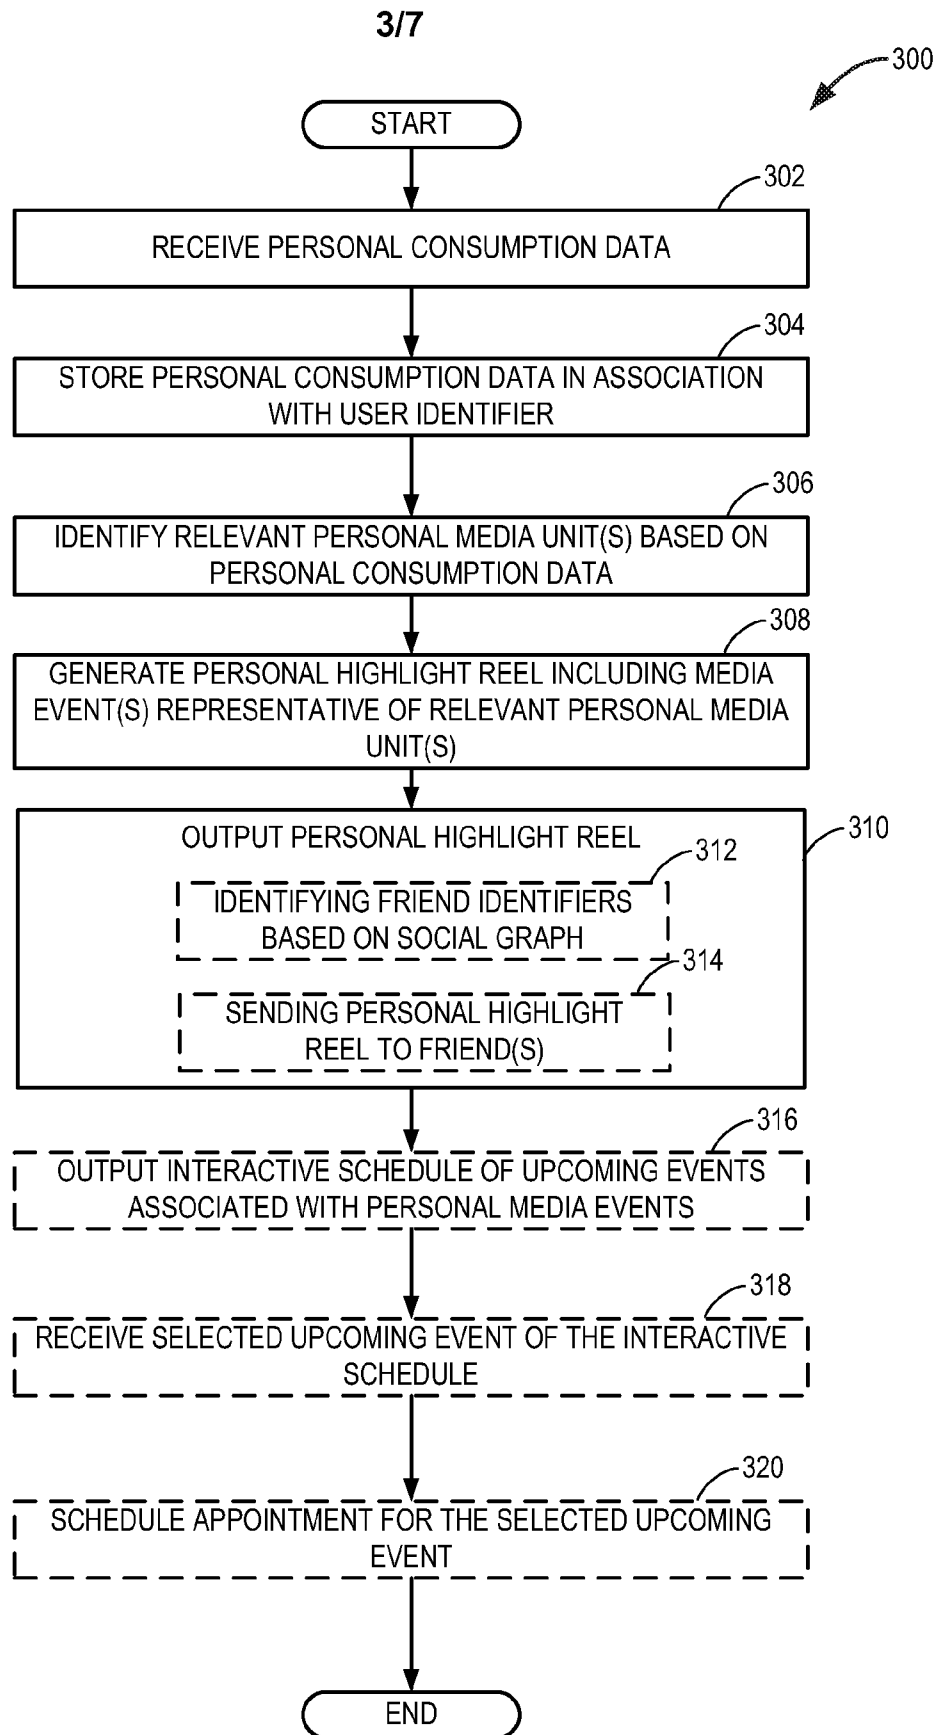 3/7
300
START
302
RECEIVE PERSONAL CONSUMPTION DATA
304
STORE PERSONAL CONSUMPTION DATA IN ASSOCIATION
WITH USER IDENTIFIER
306
IDENTIFY RELEVANT PERSONAL MEDIA UNIT(S) BASED ON
PERSONAL CONSUMPTION DATA
308
GENERATE PERSONAL HIGHLIGHT REEL INCLUDING MEDIA
EVENT(S) REPRESENTATIVE OF RELEVANT PERSONAL MEDIA
UNIT(S)
310
OUTPUT PERSONAL HIGHLIGHT REEL
312
IDENTIFYING FRIEND IDENTIFIERS
BASED ON SOCIAL GRAPH
314
SENDING PERSONAL HIGHLIGHT
REEL TO FRIEND(S)
316
OUTPUT INTERACTIVE SCHEDULE OF UPCOMING EVENTS
ASSOCIATED WITH PERSONAL MEDIA EVENTS
318
RECEIVE SELECTED UPCOMING EVENT OF THE INTERACTIVE
SCHEDULE
320
SCHEDULE APPOINTMENT FOR THE SELECTED UPCOMING
EVENT
END